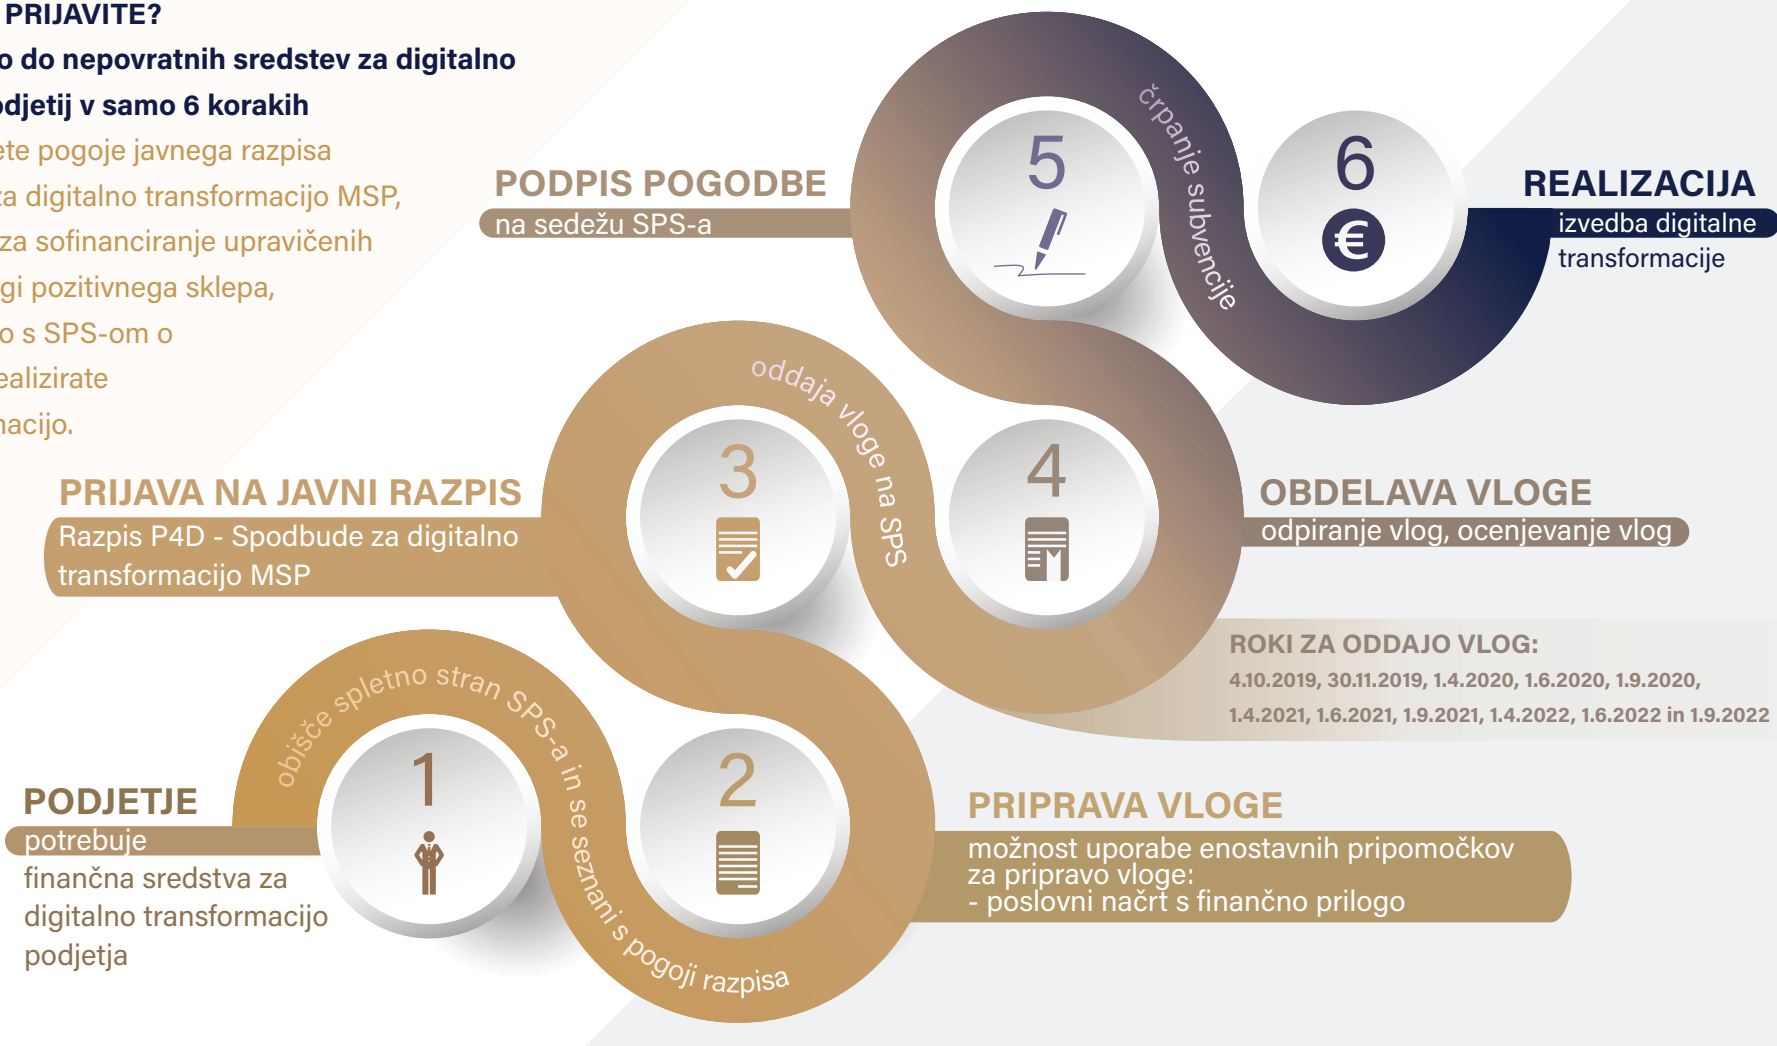 PRIJAVITE?
o do nepovratnih sredstev za digitalno
odjetij v samo 6 korakih
ete pogoje javnega razpisa
za digitalno transformacijo MSP,
za sofinanciranje upravičenih
gi pozitivnega sklepa,
o s SPS-om o
ealizirate
macijo.
PODJETJE
potrebuje
finančna sredstva za
digitalno transformacijo
podjetja
1
obišče spletno stran SPS-a in se seznani s pogoji razpisa
2
PRIPRAVA VLOGE
možnost uporabe enostavnih pripomočkov
za pripravo vloge:
- poslovni načrt s finančno prilogo
PRIJAVA NA JAVNI RAZPIS
Razpis P4D - Spodbude za digitalno
transformacijo MSP
3
oddaja vloge na SPS
4
OBDELAVA VLOGE
odpiranje vlog, ocenjevanje vlog
ROKI ZA ODDAJO VLOG:
4.10.2019, 30.11.2019, 1.4.2020, 1.6.2020, 1.9.2020,
1.4.2021, 1.6.2021, 1.9.2021, 1.4.2022, 1.6.2022 in 1.9.2022
PODPIS POGODBE
na sedežu SPS-a
5
črpanje subvencije
6
€
REALIZACIJA
izvedba digitalne
transformacije